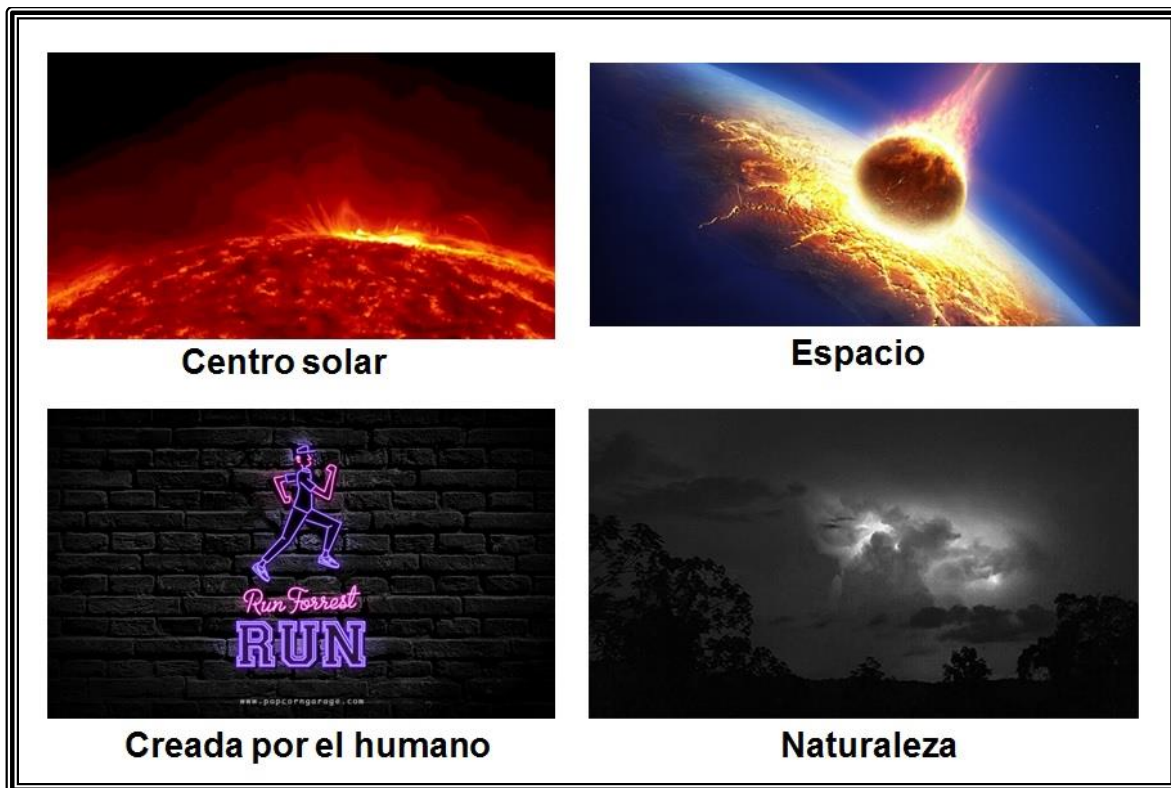 Centro solar
Espacio
Run Forrest
RUN
www.popcorngarage.com
Creada por el humano
Naturaleza